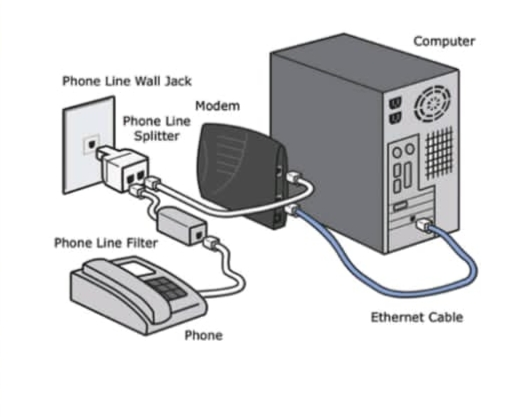 Computer
Phone Line Wall Jack
Modem
Phone Line
Splitter
Phone Line Filter
Ethernet Cable
Phone